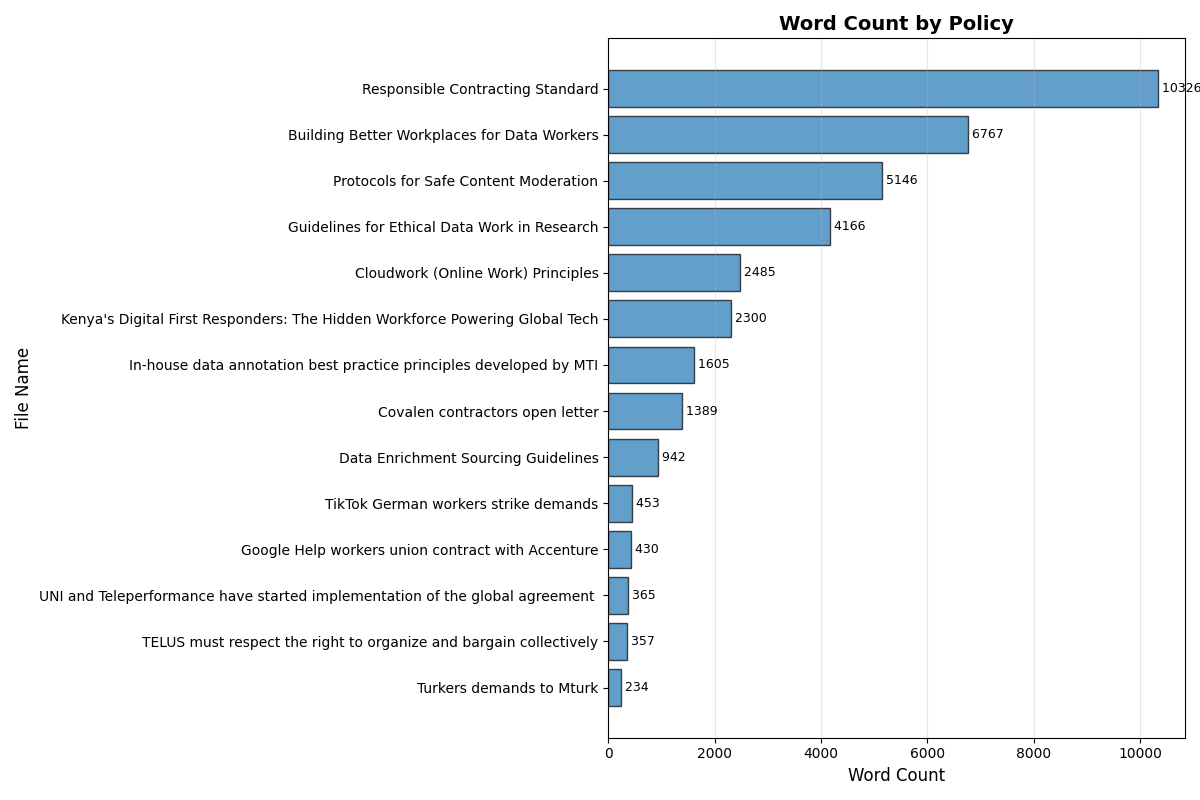 Word Count by Policy
Responsible Contracting Standard 10326
Building Better Workplaces for Data Workers 6767
Protocols for Safe Content Moderation 5146
Guidelines for Ethical Data Work in Research 4166
Cloudwork (Online Work) Principles 2485
Kenya's Digital First Responders: The Hidden Workforce Powering Global Tech 2300
In-house data annotation best practice principles developed by MTI 1605
Covalen contractors open letter 1389
Data Enrichment Sourcing Guidelines 942
TikTok German workers strike demands 453
Google Help workers union contract with Accenture 430
UNI and Teleperformance have started implementation of the global agreement 365
TELUS must respect the right to organize and bargain collectively 357
Turkers demands to Mturk 234
0 2000 4000 6000 8000 10000
Word Count
File Name